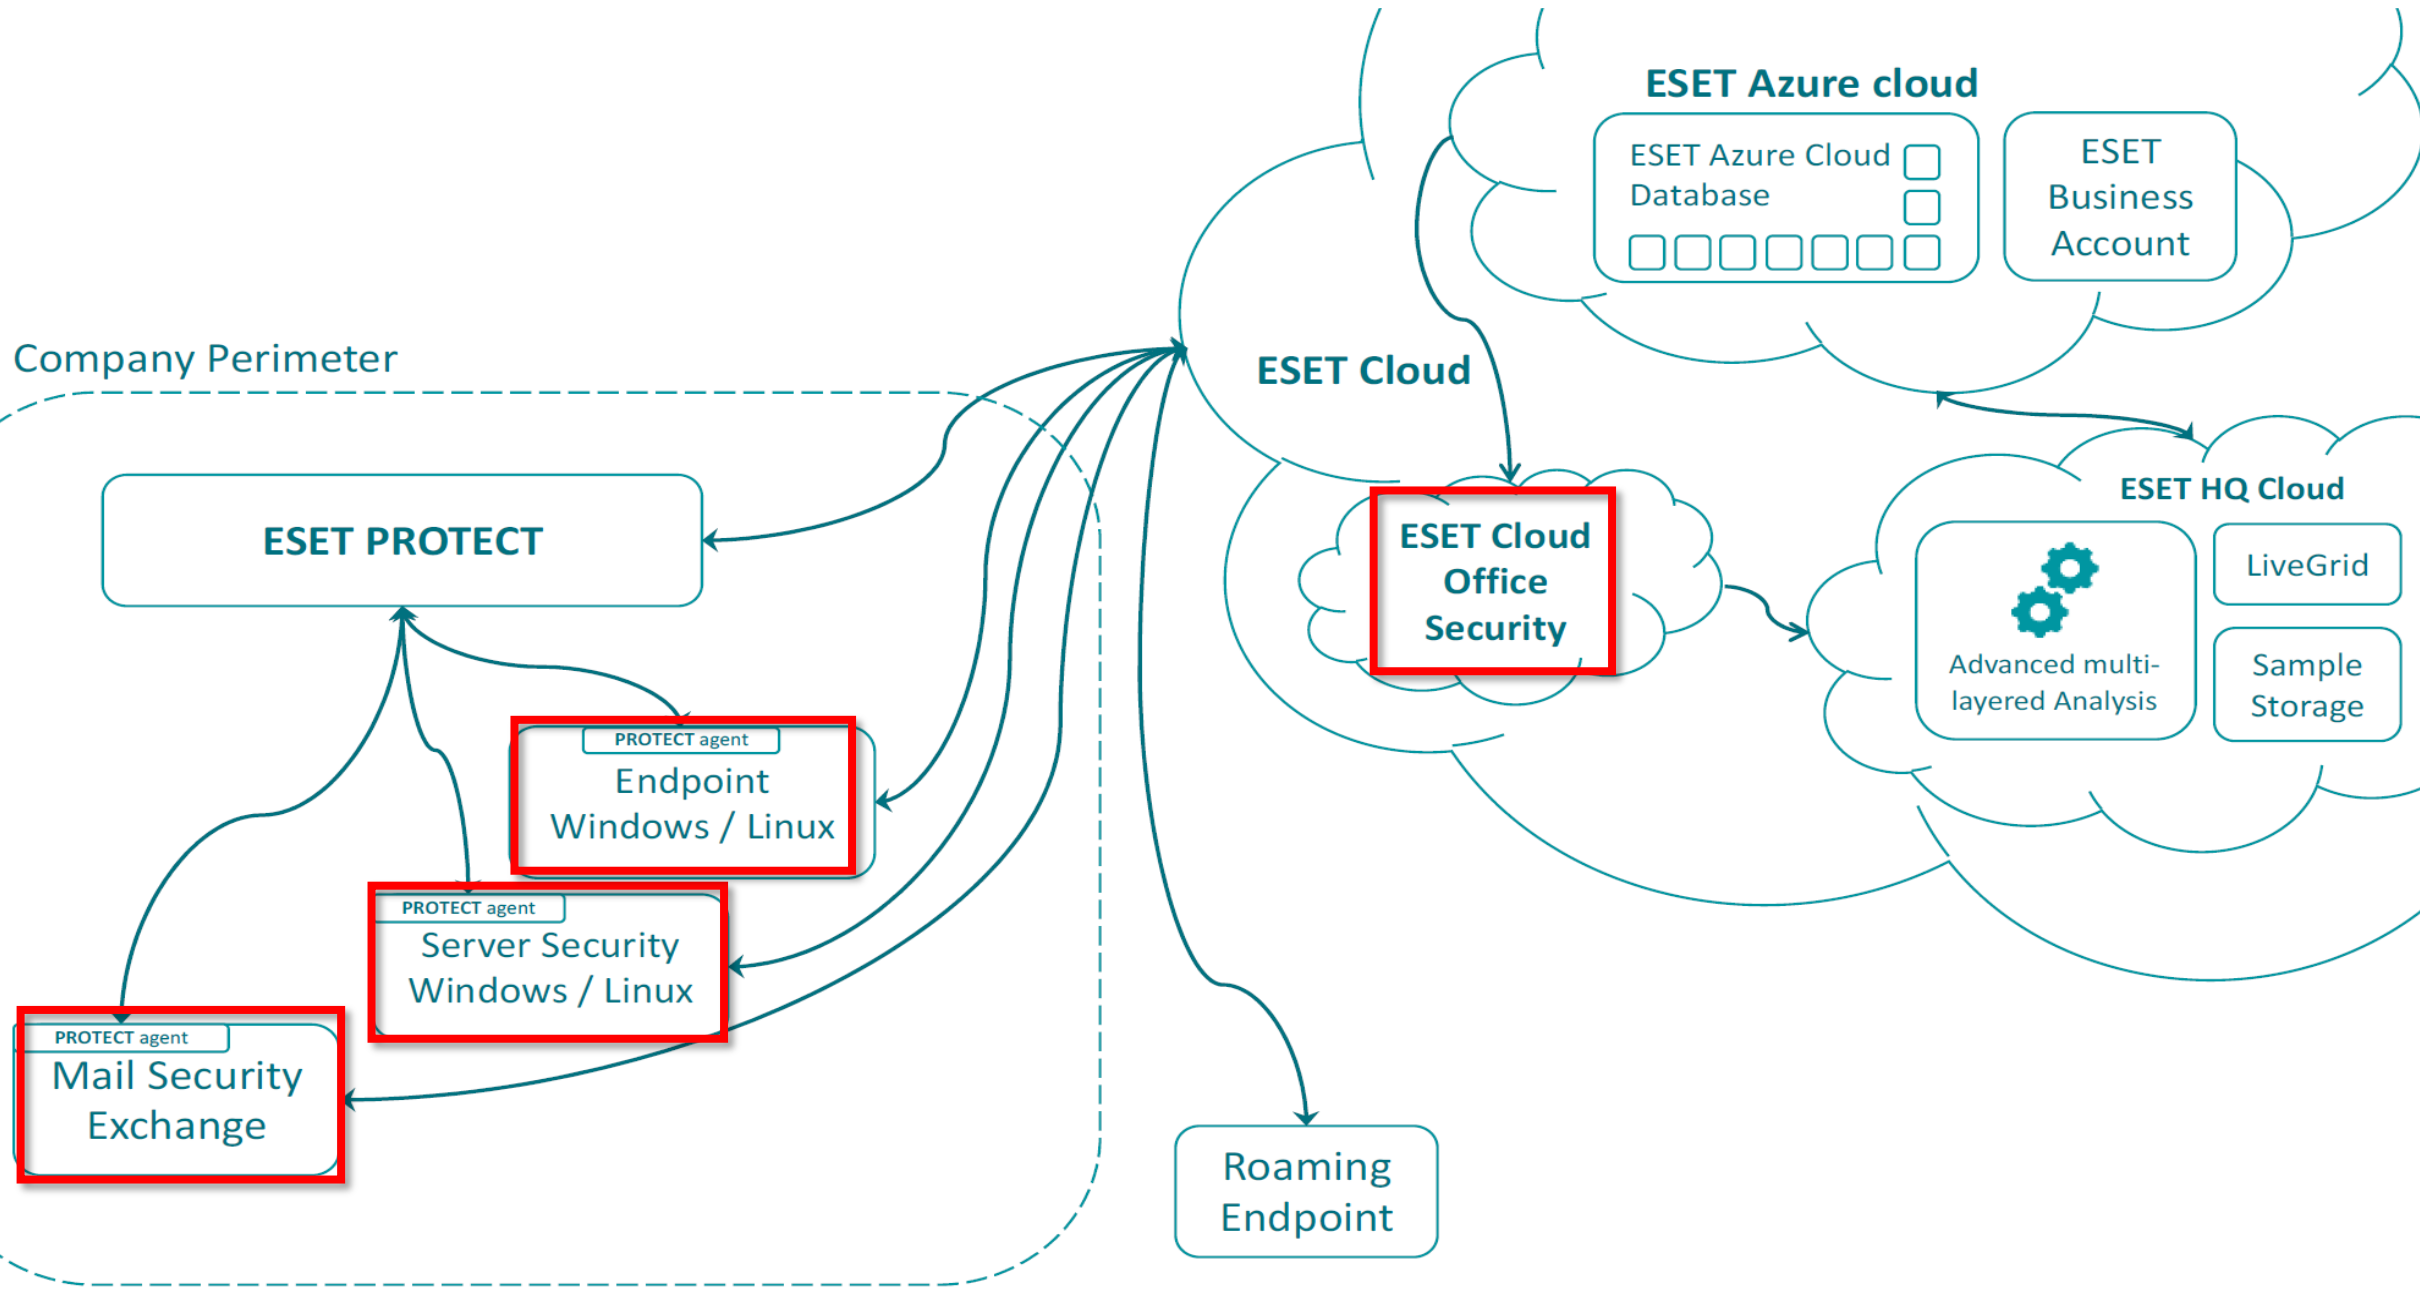 ESET Azure cloud
ESET Azure Cloud
Database
ESET
Business
Account
Company Perimeter
ESET Cloud
ESET PROTECT
ESET Cloud
Office
Security
ESET HQ Cloud
Advanced multi-
layered Analysis
LiveGrid
Sample
Storage
PROTECT agent
Endpoint
Windows / Linux
PROTECT agent
Server Security
Windows / Linux
PROTECT agent
Mail Security
Exchange
Roaming
Endpoint